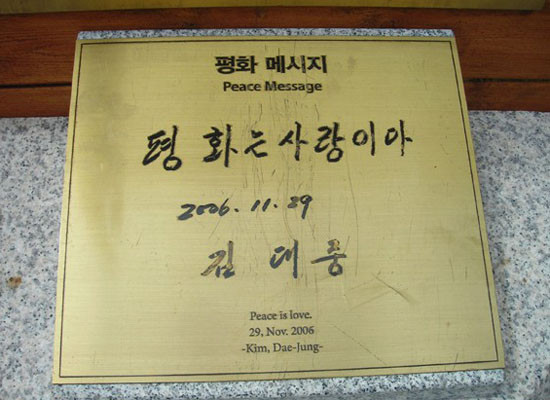 평화 메시지
Peace Message
평화는 사랑이야
2006. 11. 29
김대중
Peace is love.
29, Nov. 2006
-Kim, Dae-Jung-